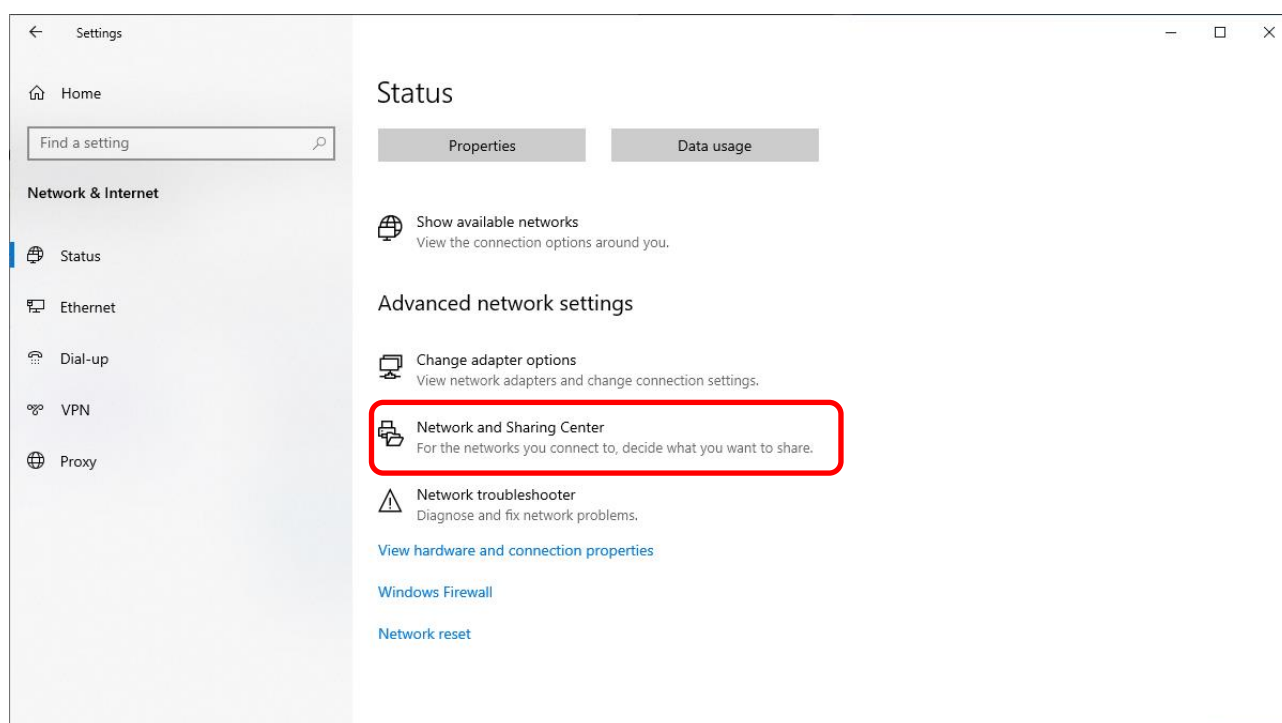 Settings
Home
Find a setting
Network & Internet
Status
Ethernet
Dial-up
VPN
Proxy
Status
Properties
Data usage
Show available networks
View the connection options around you.
Advanced network settings
Change adapter options
View network adapters and change connection settings.
Network and Sharing Center
For the networks you connect to, decide what you want to share.
Network troubleshooter
Diagnose and fix network problems.
View hardware and connection properties
Windows Firewall
Network reset